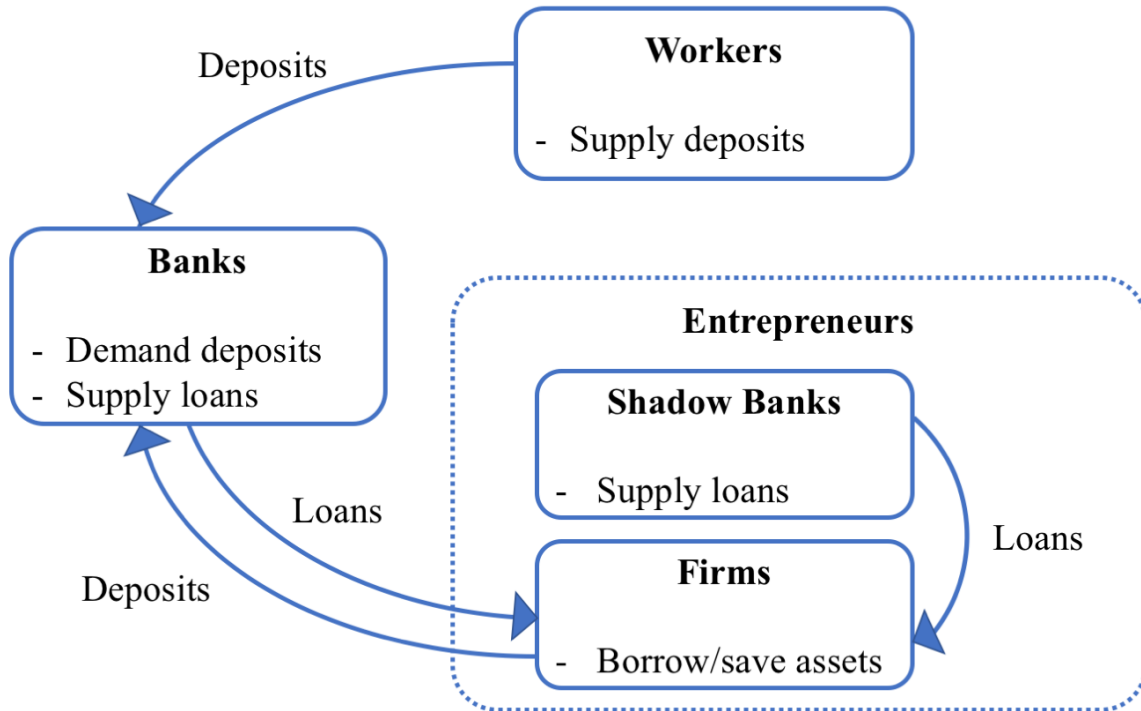 Workers
Deposits
- Supply deposits
Banks
- Demand deposits
- Supply loans
Entrepreneurs
Shadow Banks
- Supply loans
Loans
Loans
Firms
Deposits
- Borrow/save assets